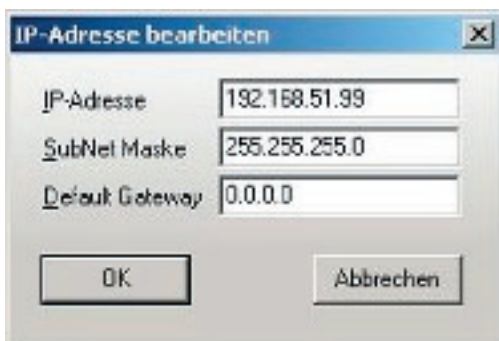 IP-Adresse bearbeiten
IP-Adresse 192.168.51.99
SubNet Maske 255.255.255.0
Default Gateway 0.0.0.0
OK Abbrechen